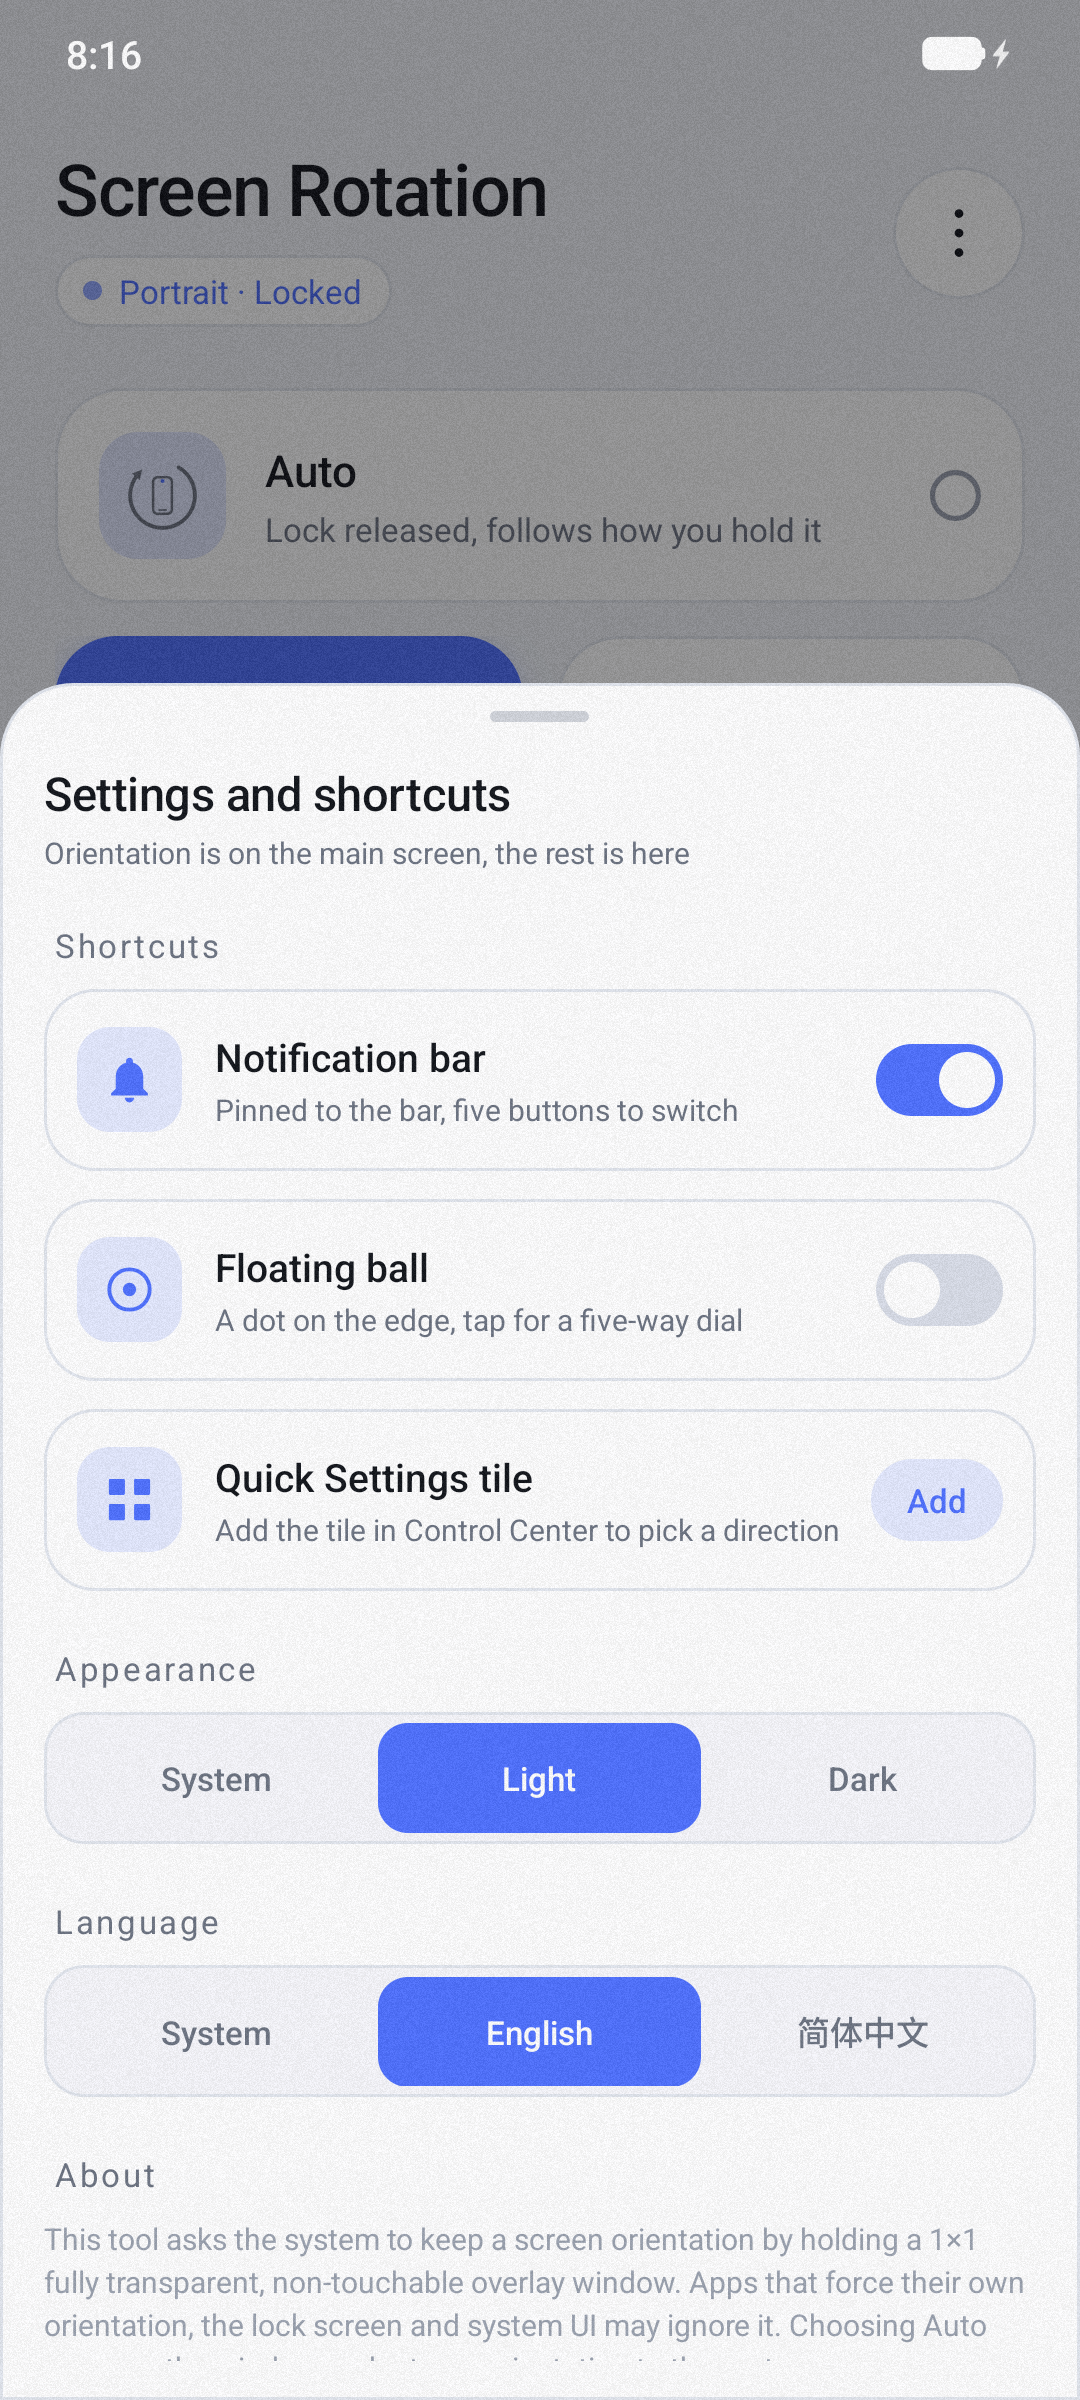 8:16
Screen Rotation
Portrait · Locked
Auto
Lock released, follows how you hold it
Settings and shortcuts
Orientation is on the main screen, the rest is here
Shortcuts
Notification bar
Pinned to the bar, five buttons to switch
Floating ball
A dot on the edge, tap for a five-way dial
Quick Settings tile
Add the tile in Control Center to pick a direction
Add
Appearance
System
Light
Dark
Language
System
English
简体中文
About
This tool asks the system to keep a screen orientation by holding a 1×1
fully transparent, non-touchable overlay window. Apps that force their own
orientation, the lock screen and system UI may ignore it. Choosing Auto